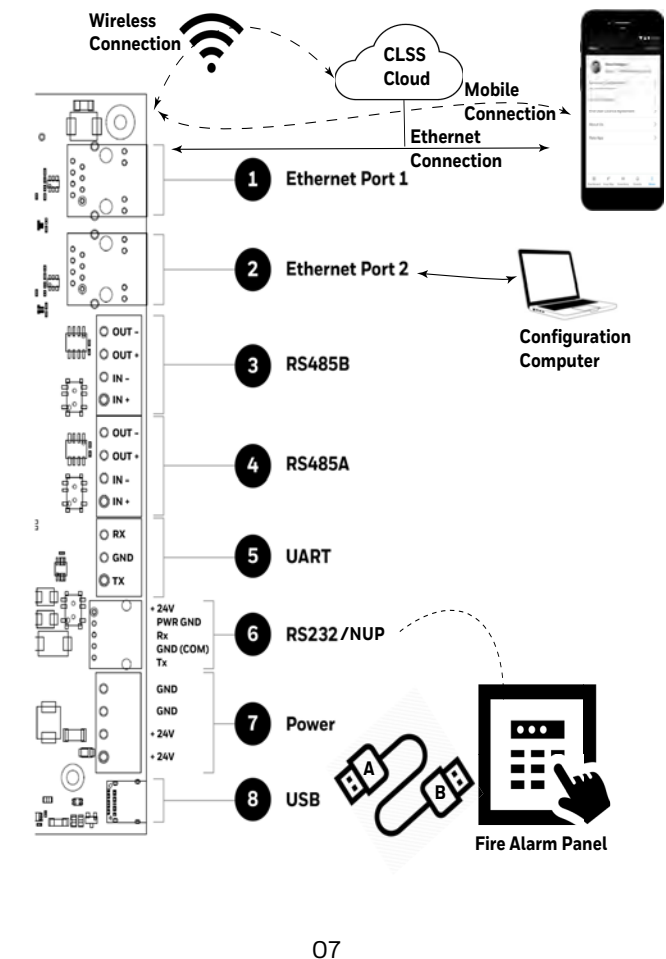 Wireless
Connection
CLSS
Cloud
Mobile
Connection
Ethernet
Connection
1 Ethernet Port 1
2 Ethernet Port 2
Configuration
Computer
OUT -
OUT +
IN -
IN +
3 RS485B
OUT -
OUT +
IN -
IN +
4 RS485A
RX
GND
TX
5 UART
+ 24V
PWR GND
Rx
GND (COM)
Tx
6 RS232/NUP
GND
GND
+ 24V
+ 24V
7 Power
8 USB
A
B
Fire Alarm Panel
07